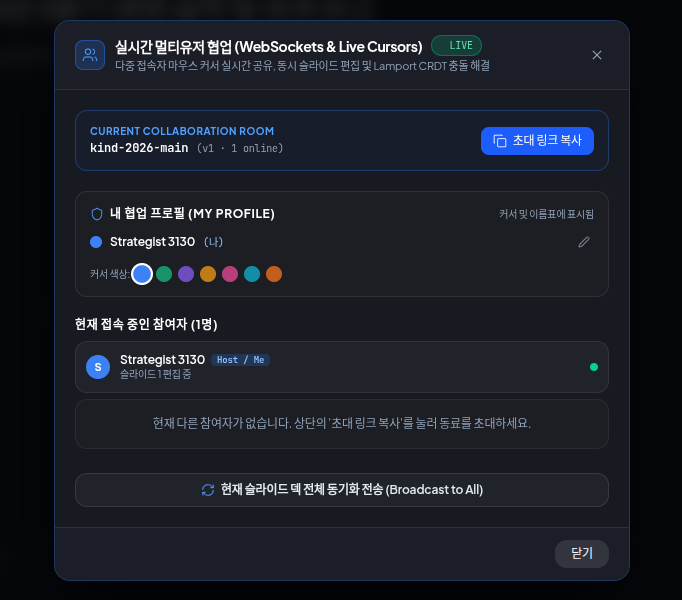 실시간 멀티유저 협업 (WebSockets & Live Cursors) LIVE
다중 접속자 마우스 커서 실시간 공유, 동시 슬라이드 편집 및 Lamport CRDT 충돌 해결
CURRENT COLLABORATION ROOM
kind-2026-main (v1 · 1 online)
초대 링크 복사
내 협업 프로필 (MY PROFILE)
커서 및 이름표에 표시됨
Strategist 3130 (나)
커서 색상:
현재 접속 중인 참여자 (1명)
S
Strategist 3130 Host / Me
슬라이드 1 편집 중
현재 다른 참여자가 없습니다. 상단의 '초대 링크 복사'를 눌러 동료를 초대하세요.
현재 슬라이드 덱 전체 동기화 전송 (Broadcast to All)
닫기